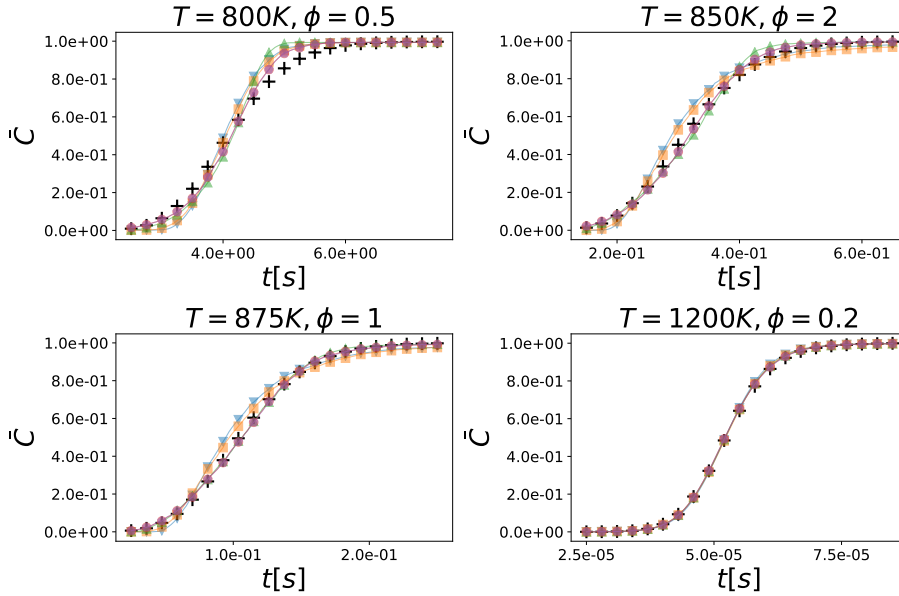 T = 800K, ϕ = 0.5
1.0e+00
8.0e-01
6.0e-01
4.0e-01
2.0e-01
0.0e+00
C̄
4.0e+00 6.0e+00
t[s]
T = 850K, ϕ = 2
1.0e+00
8.0e-01
6.0e-01
4.0e-01
2.0e-01
0.0e+00
C̄
2.0e-01 4.0e-01 6.0e-01
t[s]
T = 875K, ϕ = 1
1.0e+00
8.0e-01
6.0e-01
4.0e-01
2.0e-01
0.0e+00
C̄
1.0e-01 2.0e-01
t[s]
T = 1200K, ϕ = 0.2
1.0e+00
8.0e-01
6.0e-01
4.0e-01
2.0e-01
0.0e+00
C̄
2.5e-05 5.0e-05 7.5e-05
t[s]